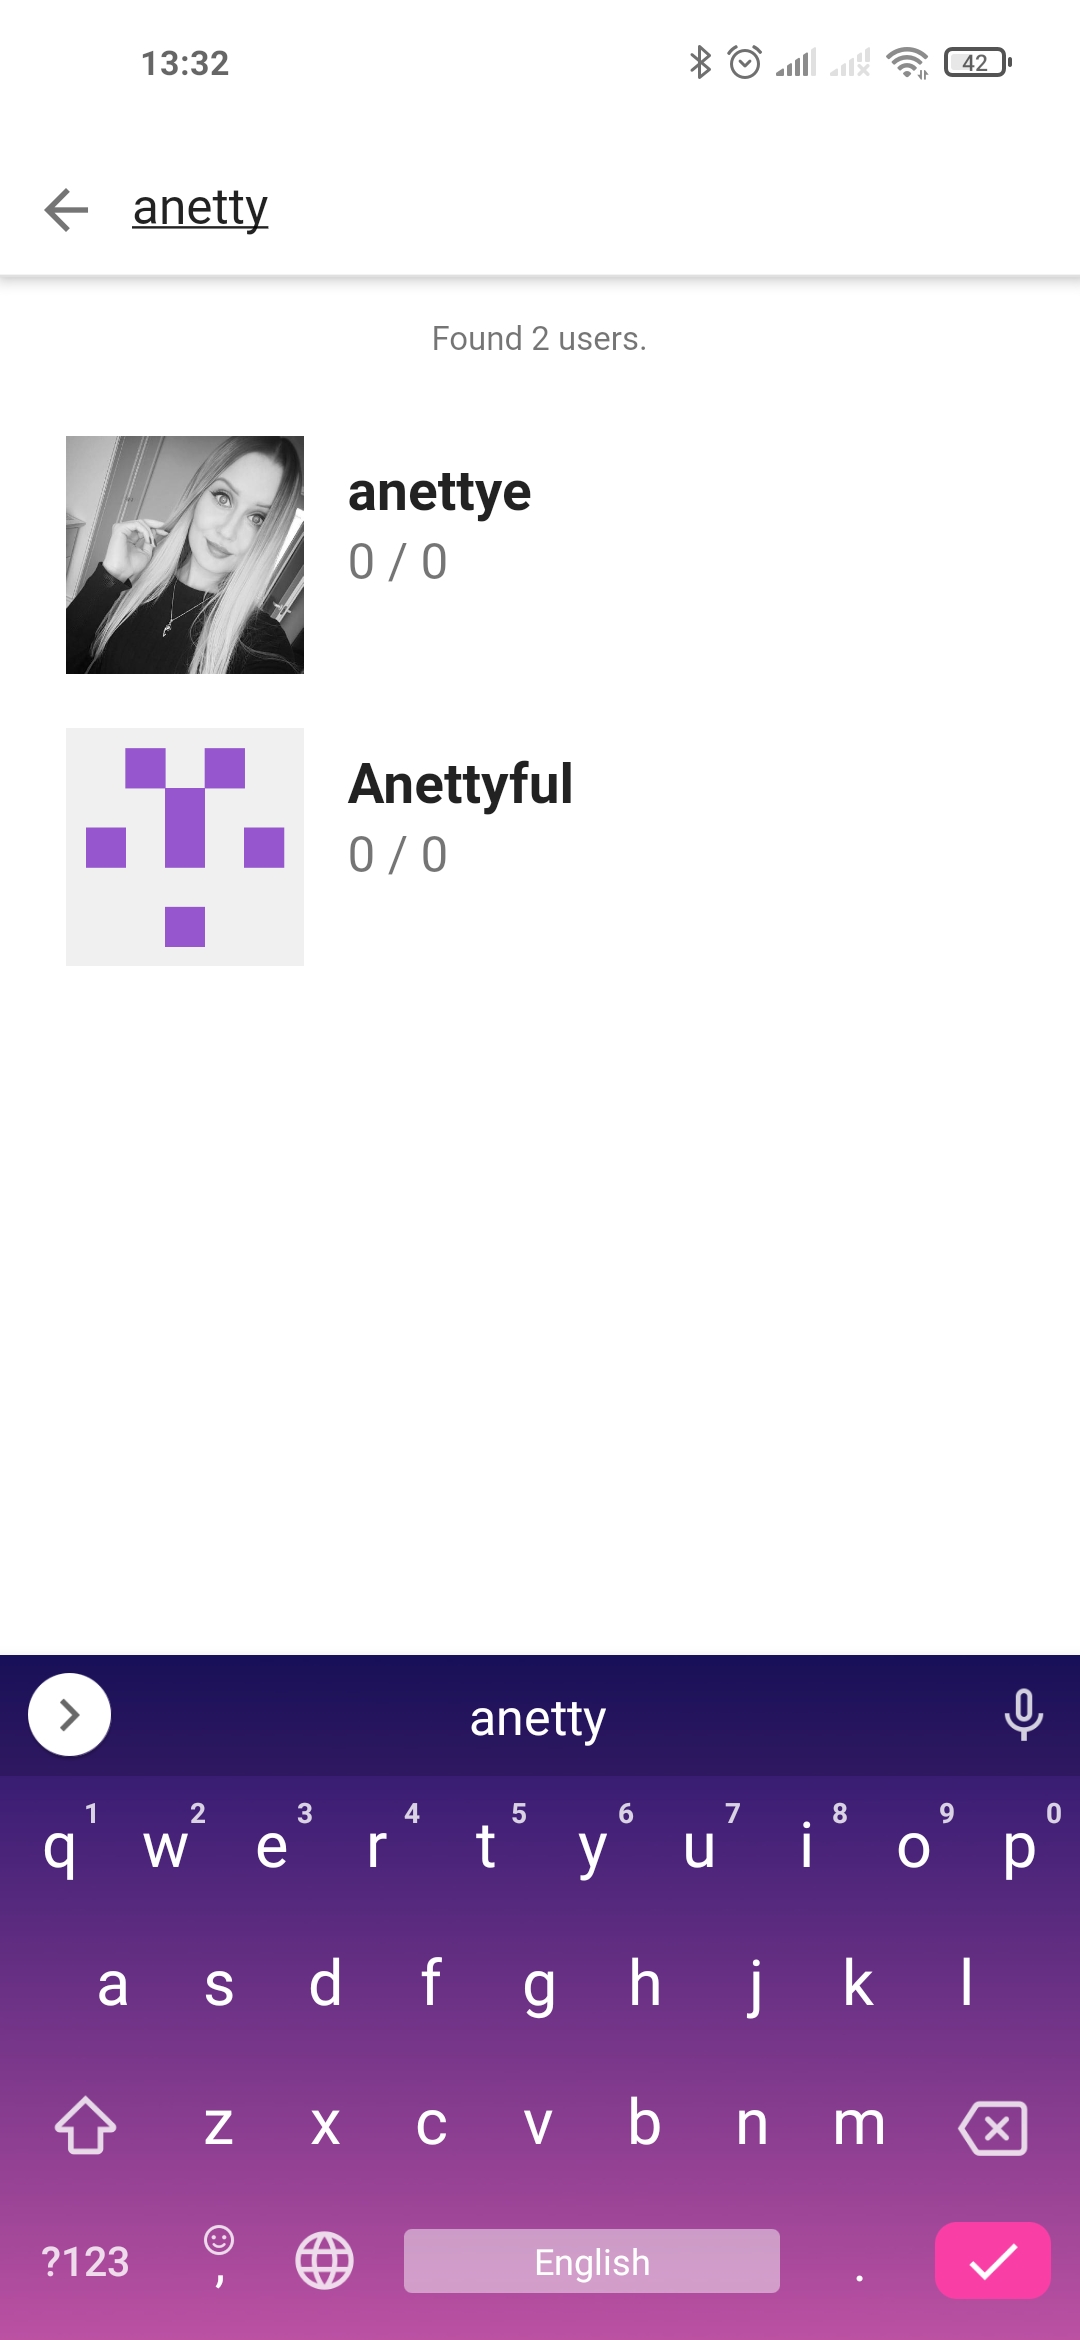 13:32
42
anetty
Found 2 users.
anettye
0 / 0
Anettyful
0 / 0
anetty
1 2 3 4 5 6 7 8 9 0
q w e r t y u i o p
a s d f g h j k l
z x c v b n m
?123 , English .